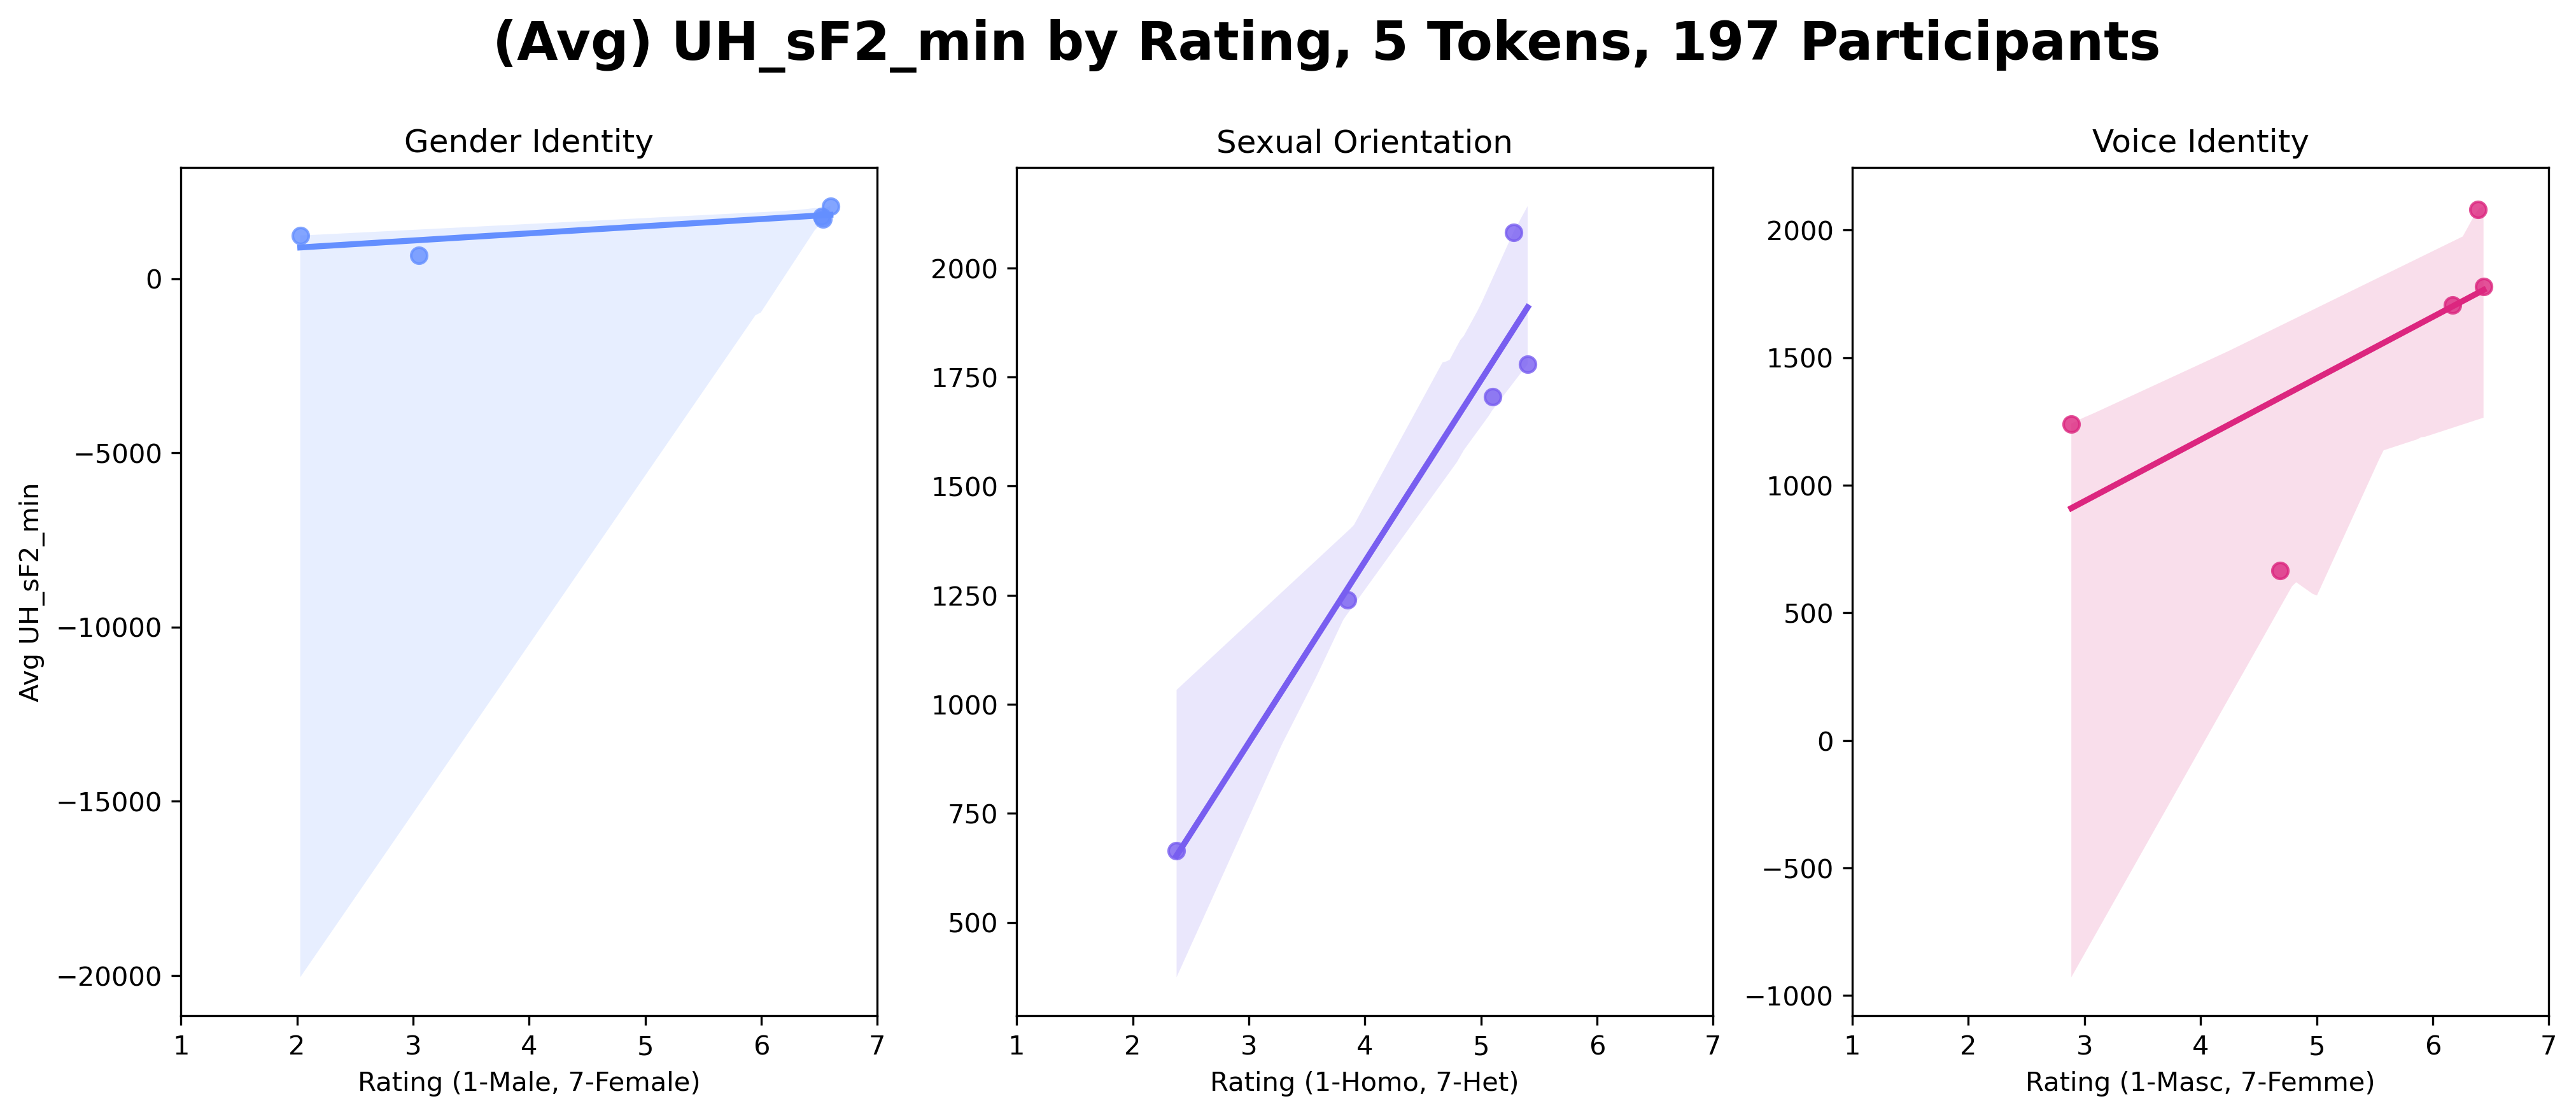 (Avg) UH_sF2_min by Rating, 5 Tokens, 197 Participants
Gender Identity
Avg UH_sF2_min
0
−5000
−10000
−15000
−20000
1 2 3 4 5 6 7
Rating (1-Male, 7-Female)
Sexual Orientation
2000
1750
1500
1250
1000
750
500
1 2 3 4 5 6 7
Rating (1-Homo, 7-Het)
Voice Identity
2000
1500
1000
500
0
−500
−1000
1 2 3 4 5 6 7
Rating (1-Masc, 7-Femme)